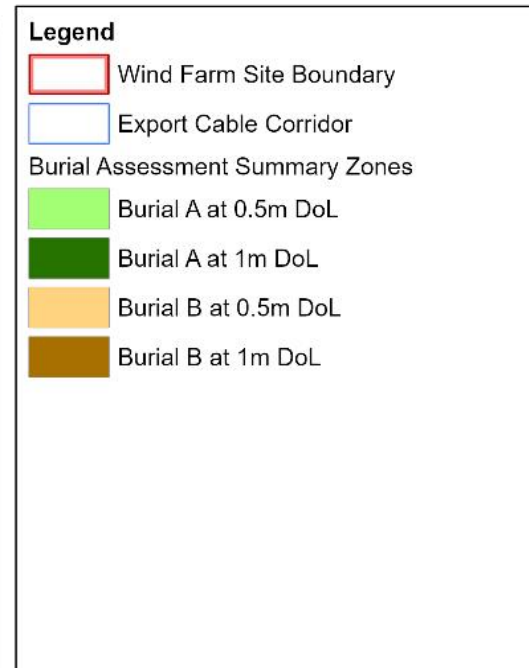 Legend
Wind Farm Site Boundary
Export Cable Corridor
Burial Assessment Summary Zones
Burial A at 0.5m DoL
Burial A at 1m DoL
Burial B at 0.5m DoL
Burial B at 1m DoL